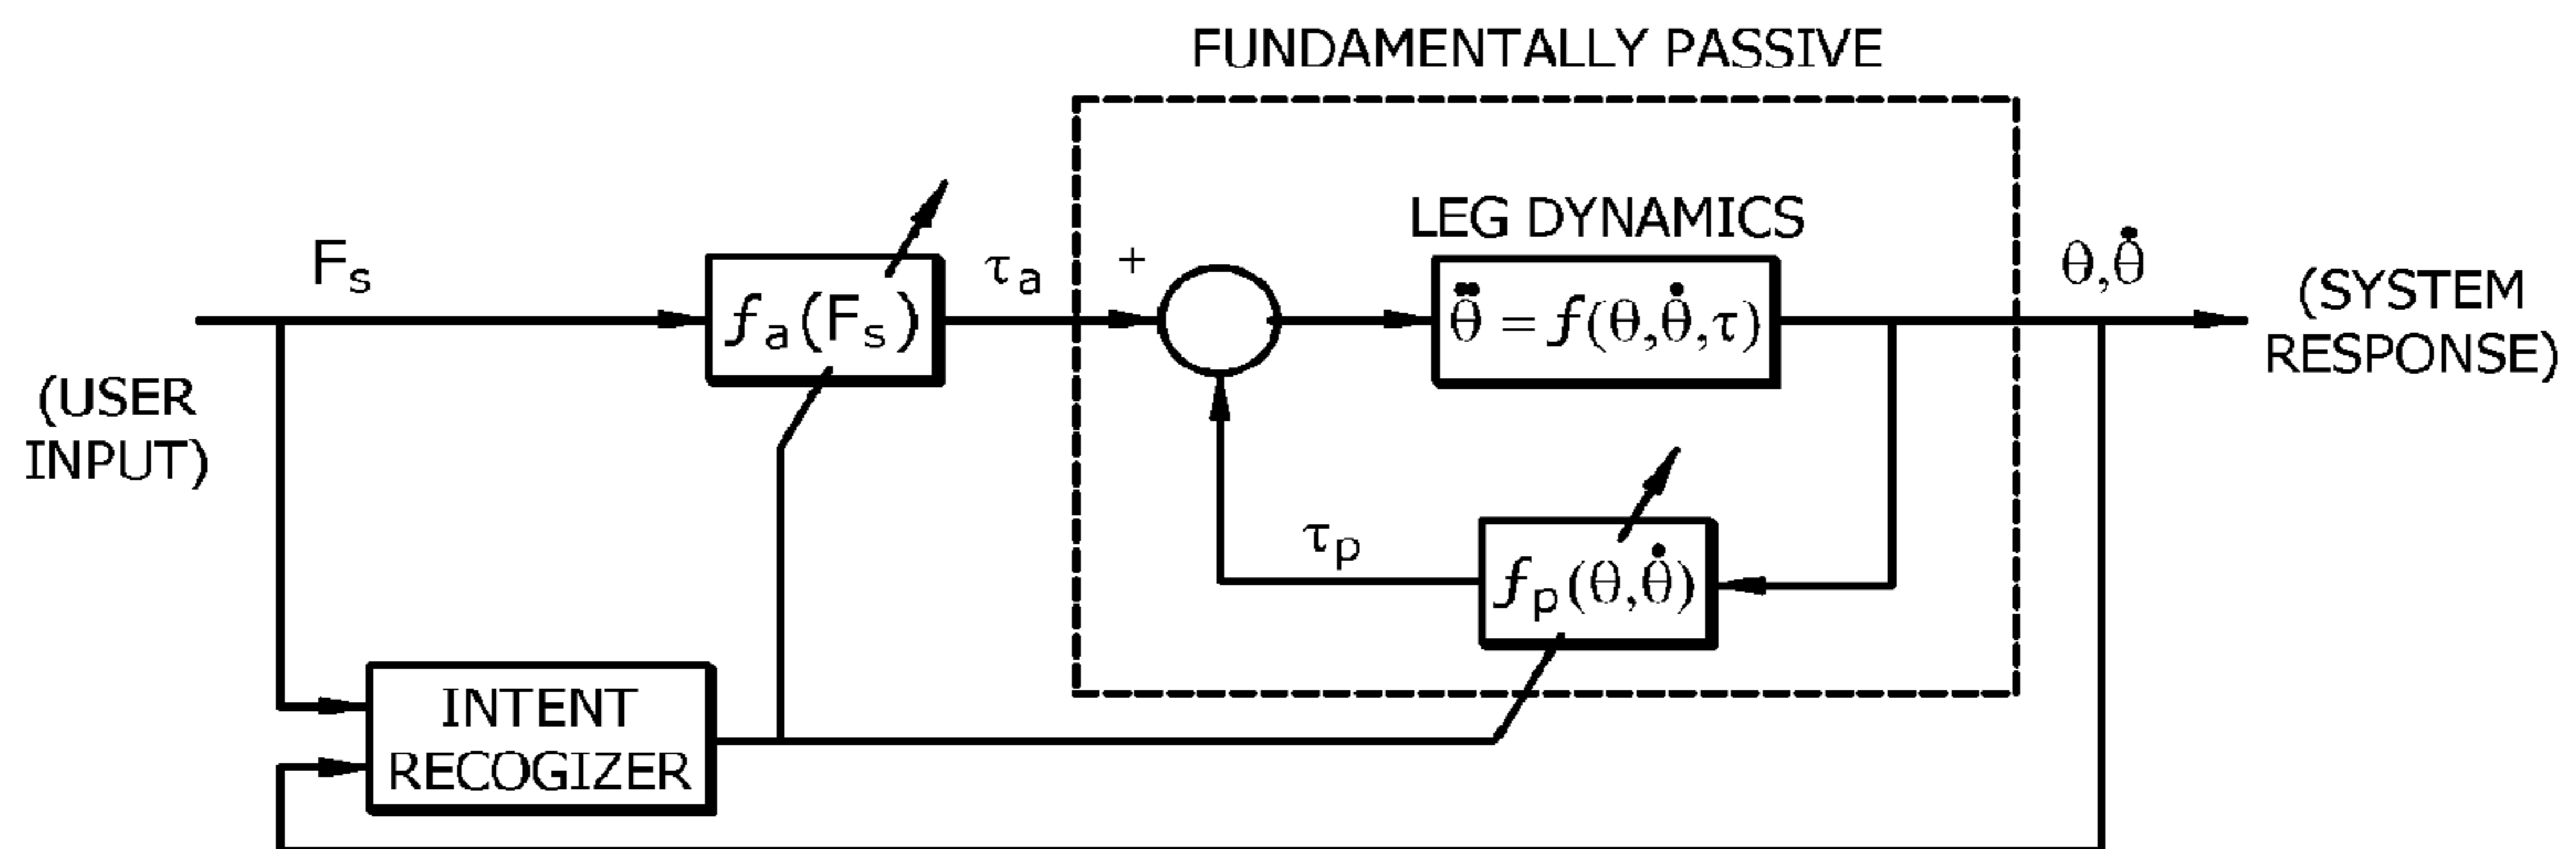 FUNDAMENTALLY PASSIVE
LEG DYNAMICS
Fₛ
fₐ(Fₛ)
τₐ
+
θ̈ = f(θ,θ̇,τ)
θ,θ̇
(SYSTEM
RESPONSE)
(USER
INPUT)
τₚ
fₚ(θ,θ̇)
INTENT
RECOGIZER